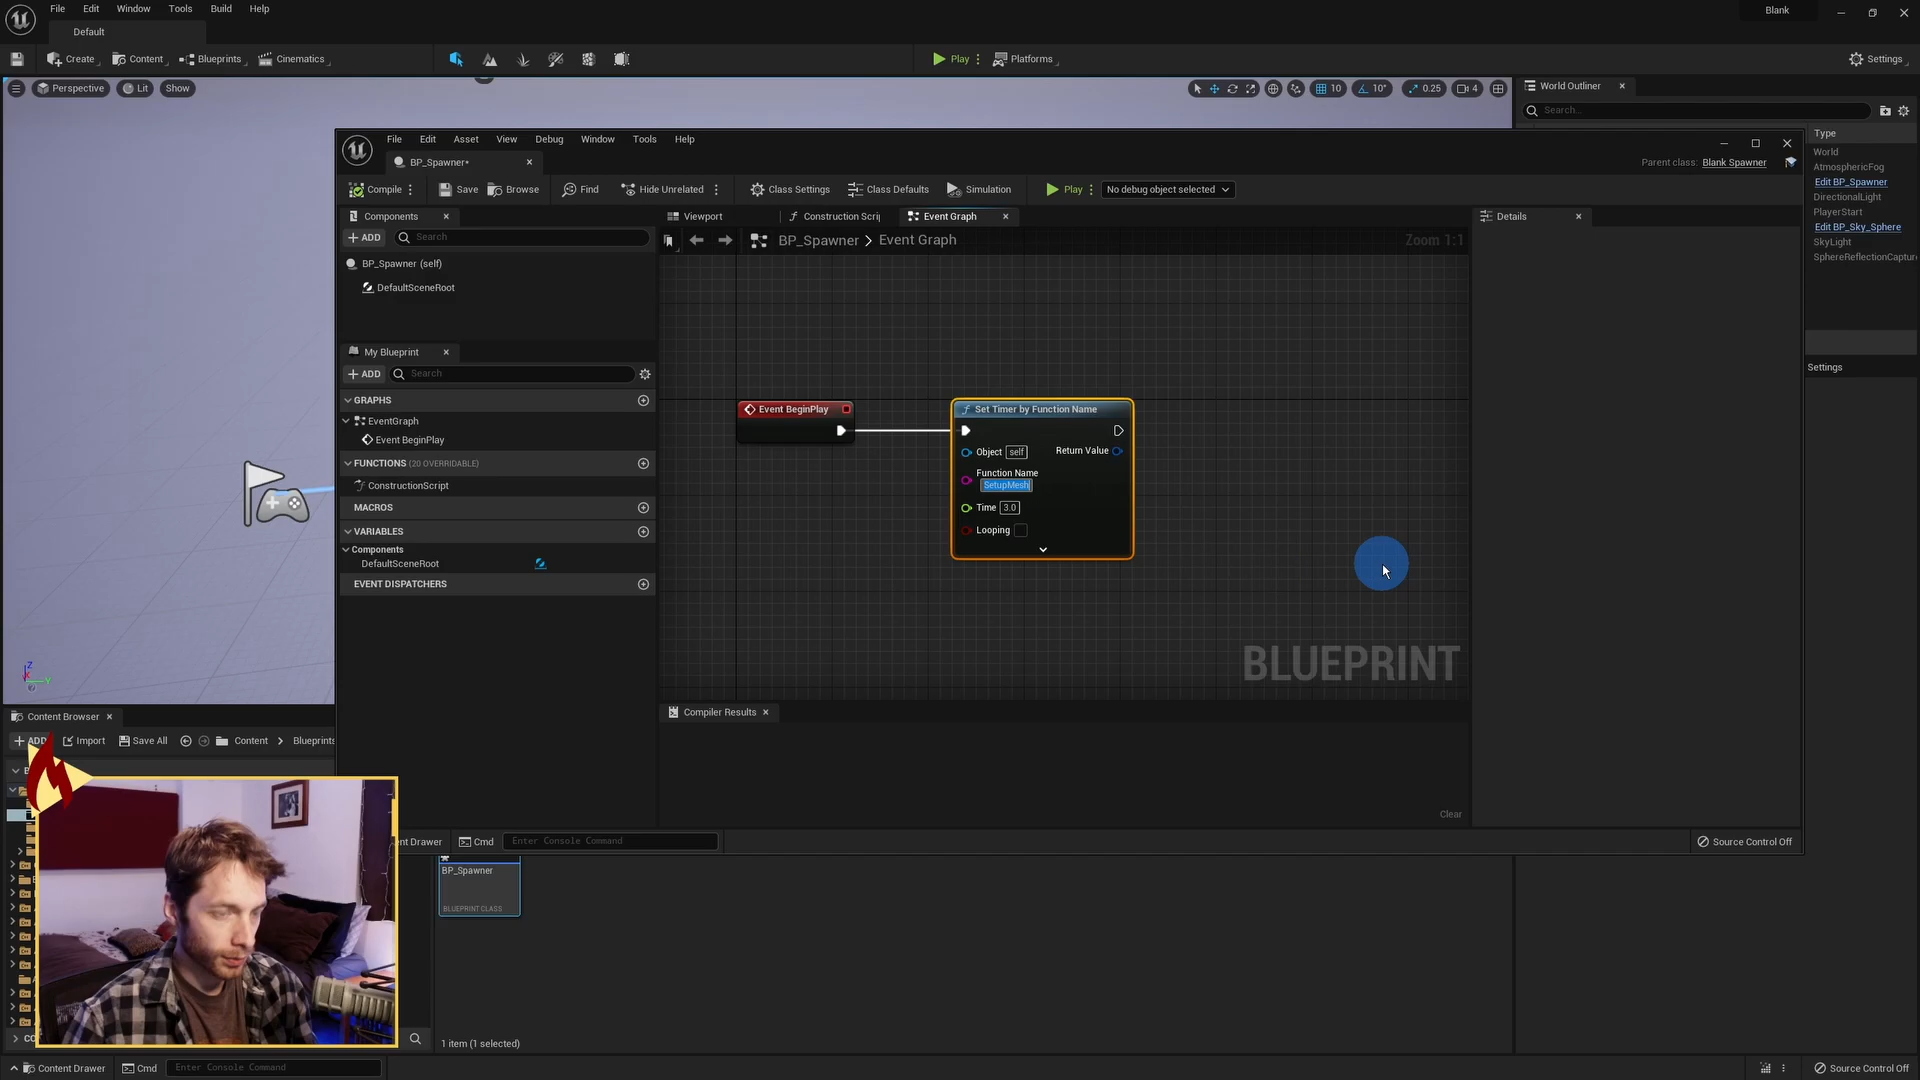 File Edit Window Tools Build Help
Blank
Default
Create Content Blueprints Cinematics Play Platforms Settings
Perspective Lit Show 10 10° 0.25 4
World Outliner
Search...
Type
World
AtmosphericFog
Edit BP_Spawner
DirectionalLight
PlayerStart
Edit BP_Sky_Sphere
SkyLight
SphereReflectionCapture
Settings
File Edit Asset View Debug Window Tools Help
BP_Spawner*
Parent class: Blank Spawner
Compile Save Browse Find Hide Unrelated Class Settings Class Defaults Simulation Play No debug object selected
Components
+ ADD Search
BP_Spawner (self)
DefaultSceneRoot
My Blueprint
+ ADD Search
GRAPHS
EventGraph
Event BeginPlay
FUNCTIONS (20 OVERRIDABLE)
ConstructionScript
MACROS
VARIABLES
Components
DefaultSceneRoot
EVENT DISPATCHERS
Viewport Construction Scrip Event Graph
BP_Spawner > Event Graph
Zoom 1:1
Event BeginPlay
Set Timer by Function Name
Object self
Return Value
Function Name
SetupMesh
Time 3.0
Looping
BLUEPRINT
Details
Compiler Results
Clear
ent Drawer Cmd Enter Console Command
Source Control Off
Content Browser
+ ADD Import Save All Content > Blueprints
BP_Spawner
BLUEPRINT CLASS
1 item (1 selected)
Content Drawer Cmd Enter Console Command
Source Control Off